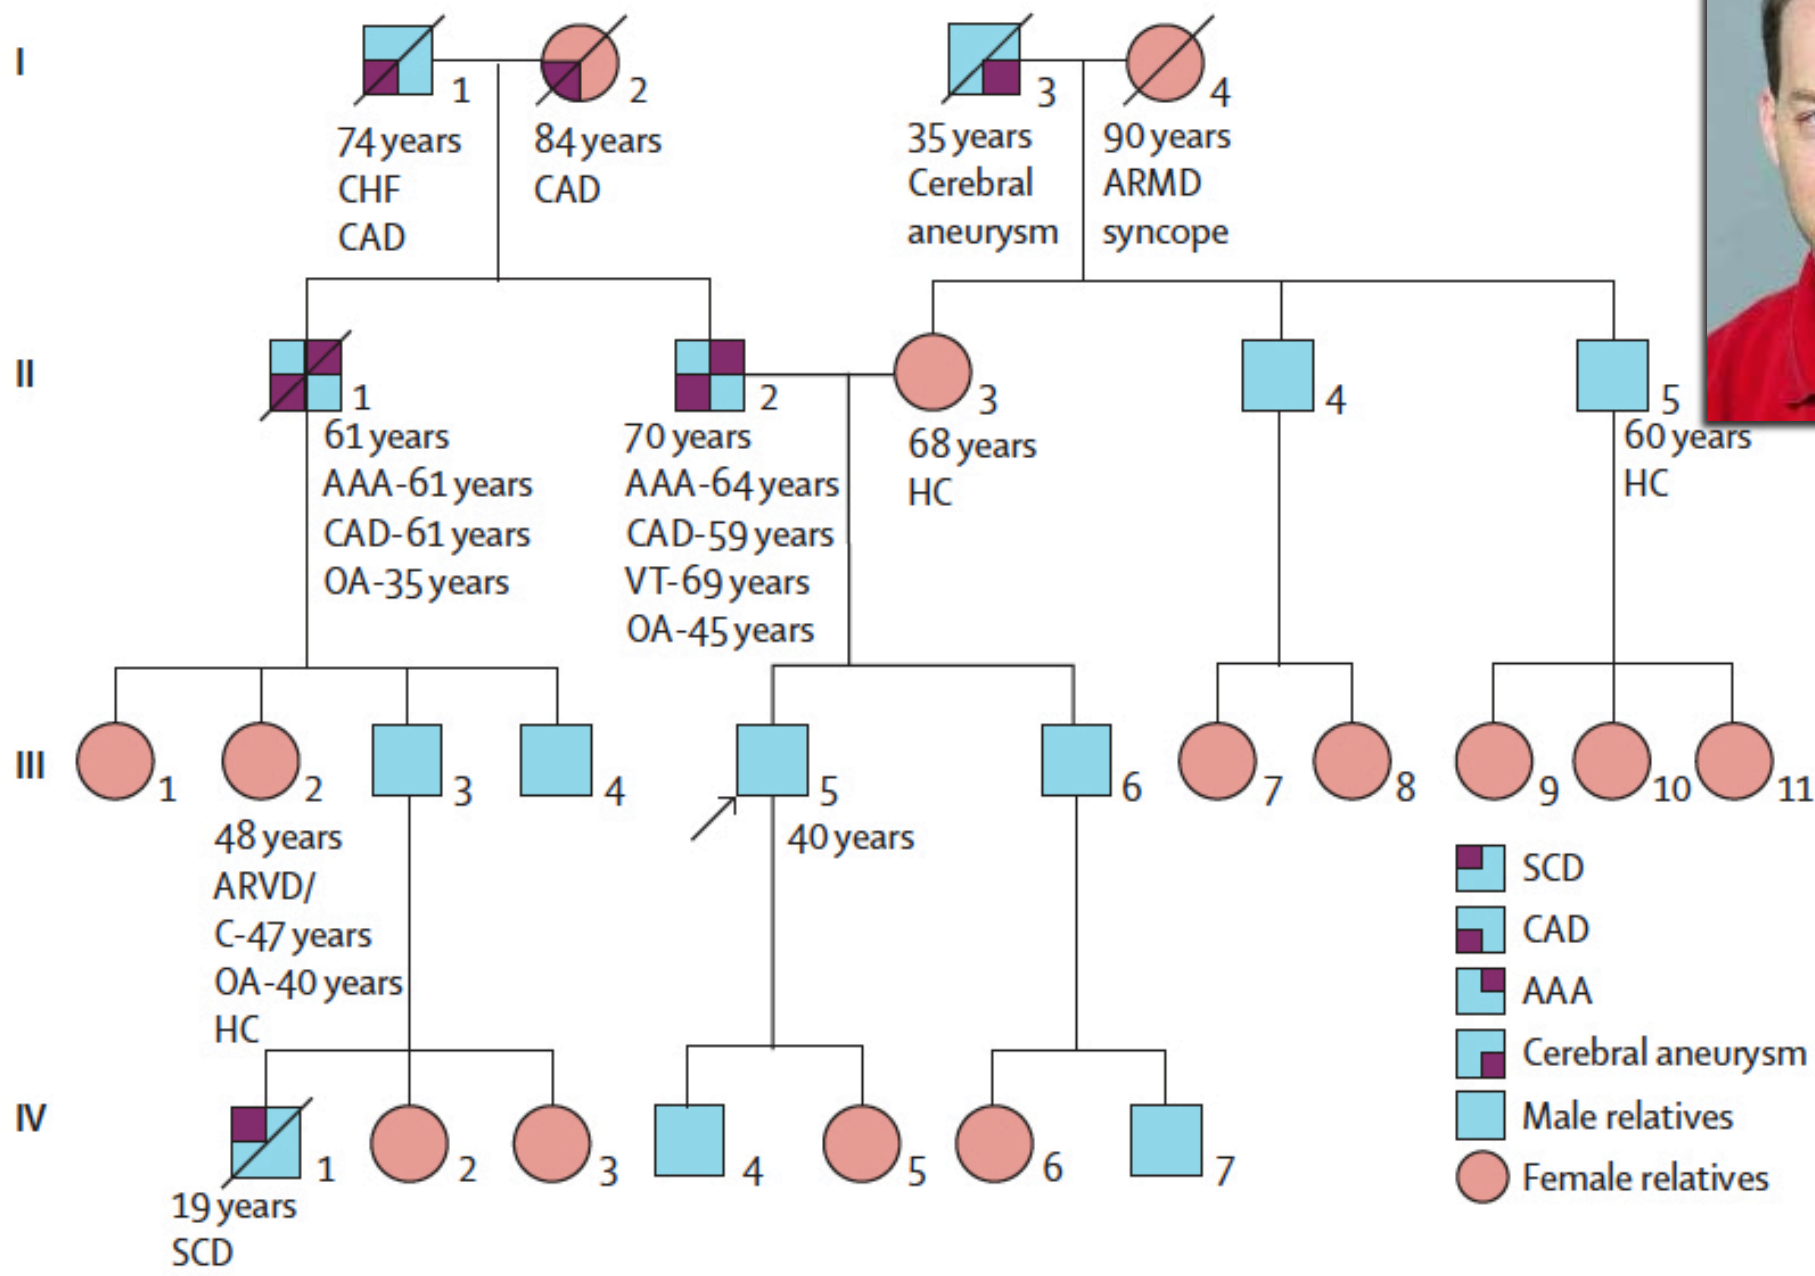 I
1
2
3
4
74 years
CHF
CAD
84 years
CAD
35 years
Cerebral
aneurysm
90 years
ARMD
syncope
II
1
2
3
4
5
61 years
AAA-61 years
CAD-61 years
OA-35 years
70 years
AAA-64 years
CAD-59 years
VT-69 years
OA-45 years
68 years
HC
60 years
HC
III
1
2
3
4
5
6
7
8
9
10
11
48 years
ARVD/
C-47 years
OA-40 years
HC
40 years
SCD
CAD
AAA
Cerebral aneurysm
Male relatives
Female relatives
IV
1
2
3
4
5
6
7
19 years
SCD